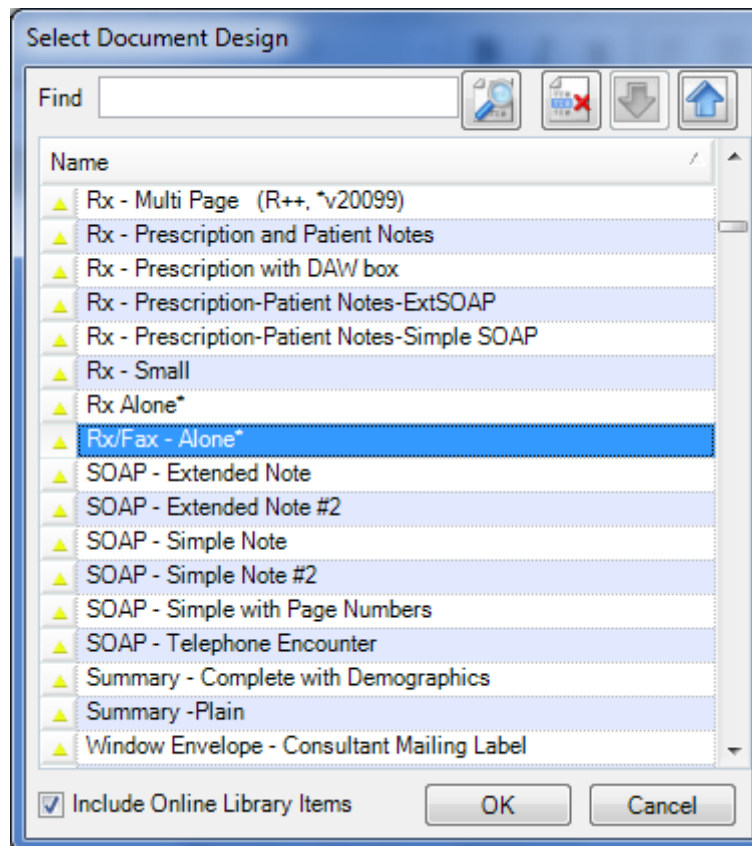 Select Document Design
Find
Name
Rx - Multi Page (R++, *v20099)
Rx - Prescription and Patient Notes
Rx - Prescription with DAW box
Rx - Prescription-Patient Notes-ExtSOAP
Rx - Prescription-Patient Notes-Simple SOAP
Rx - Small
Rx Alone*
Rx/Fax - Alone*
SOAP - Extended Note
SOAP - Extended Note #2
SOAP - Simple Note
SOAP - Simple Note #2
SOAP - Simple with Page Numbers
SOAP - Telephone Encounter
Summary - Complete with Demographics
Summary -Plain
Window Envelope - Consultant Mailing Label
Include Online Library Items OK Cancel